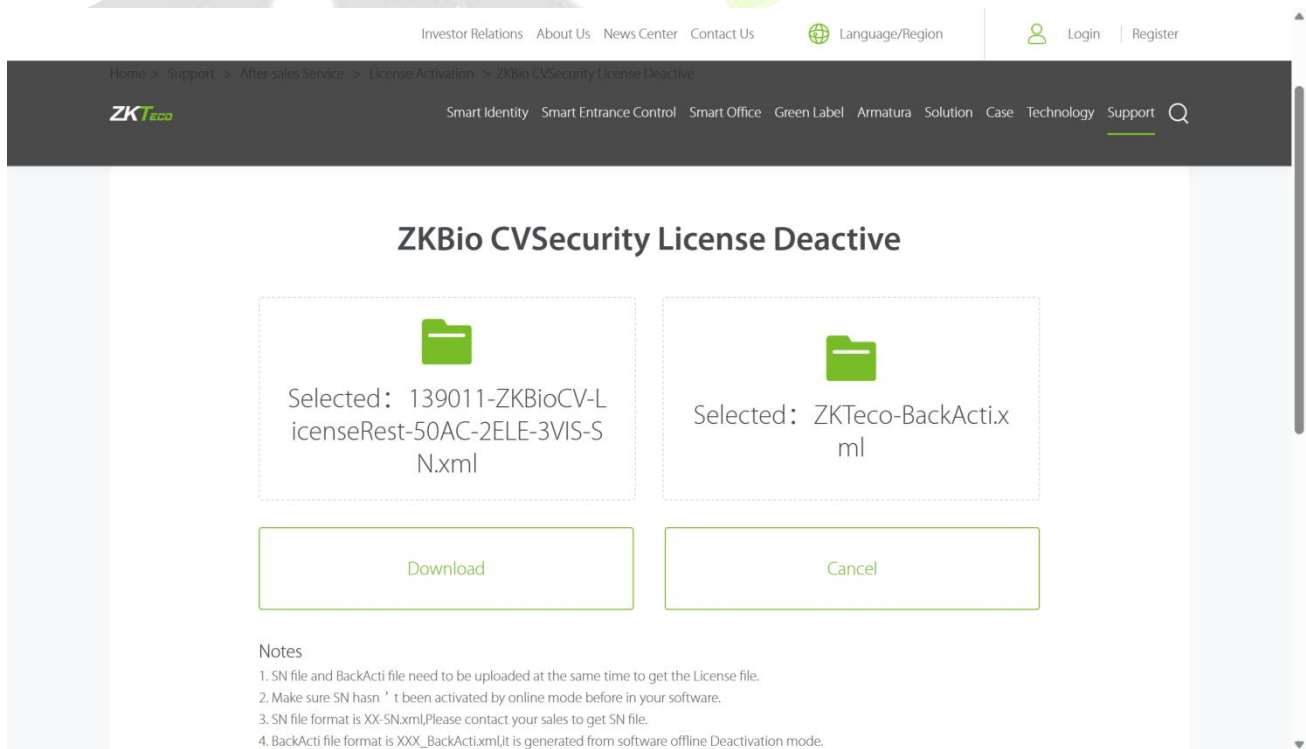 Investor Relations About Us News Center Contact Us Language/Region Login Register
Home > Support > After-sales Service > License Activation > ZKBio CVSecurity License Deactive
ZKTECO Smart Identity Smart Entrance Control Smart Office Green Label Armatura Solution Case Technology Support
ZKBio CVSecurity License Deactive
Selected： 139011-ZKBioCV-L
icenseRest-50AC-2ELE-3VIS-S
N.xml
Selected： ZKTeco-BackActi.x
ml
Download Cancel
Notes
1. SN file and BackActi file need to be uploaded at the same time to get the License file.
2. Make sure SN hasn ' t been activated by online mode before in your software.
3. SN file format is XX-SN.xml,Please contact your sales to get SN file.
4. BackActi file format is XXX_BackActi.xml,it is generated from software offline Deactivation mode.